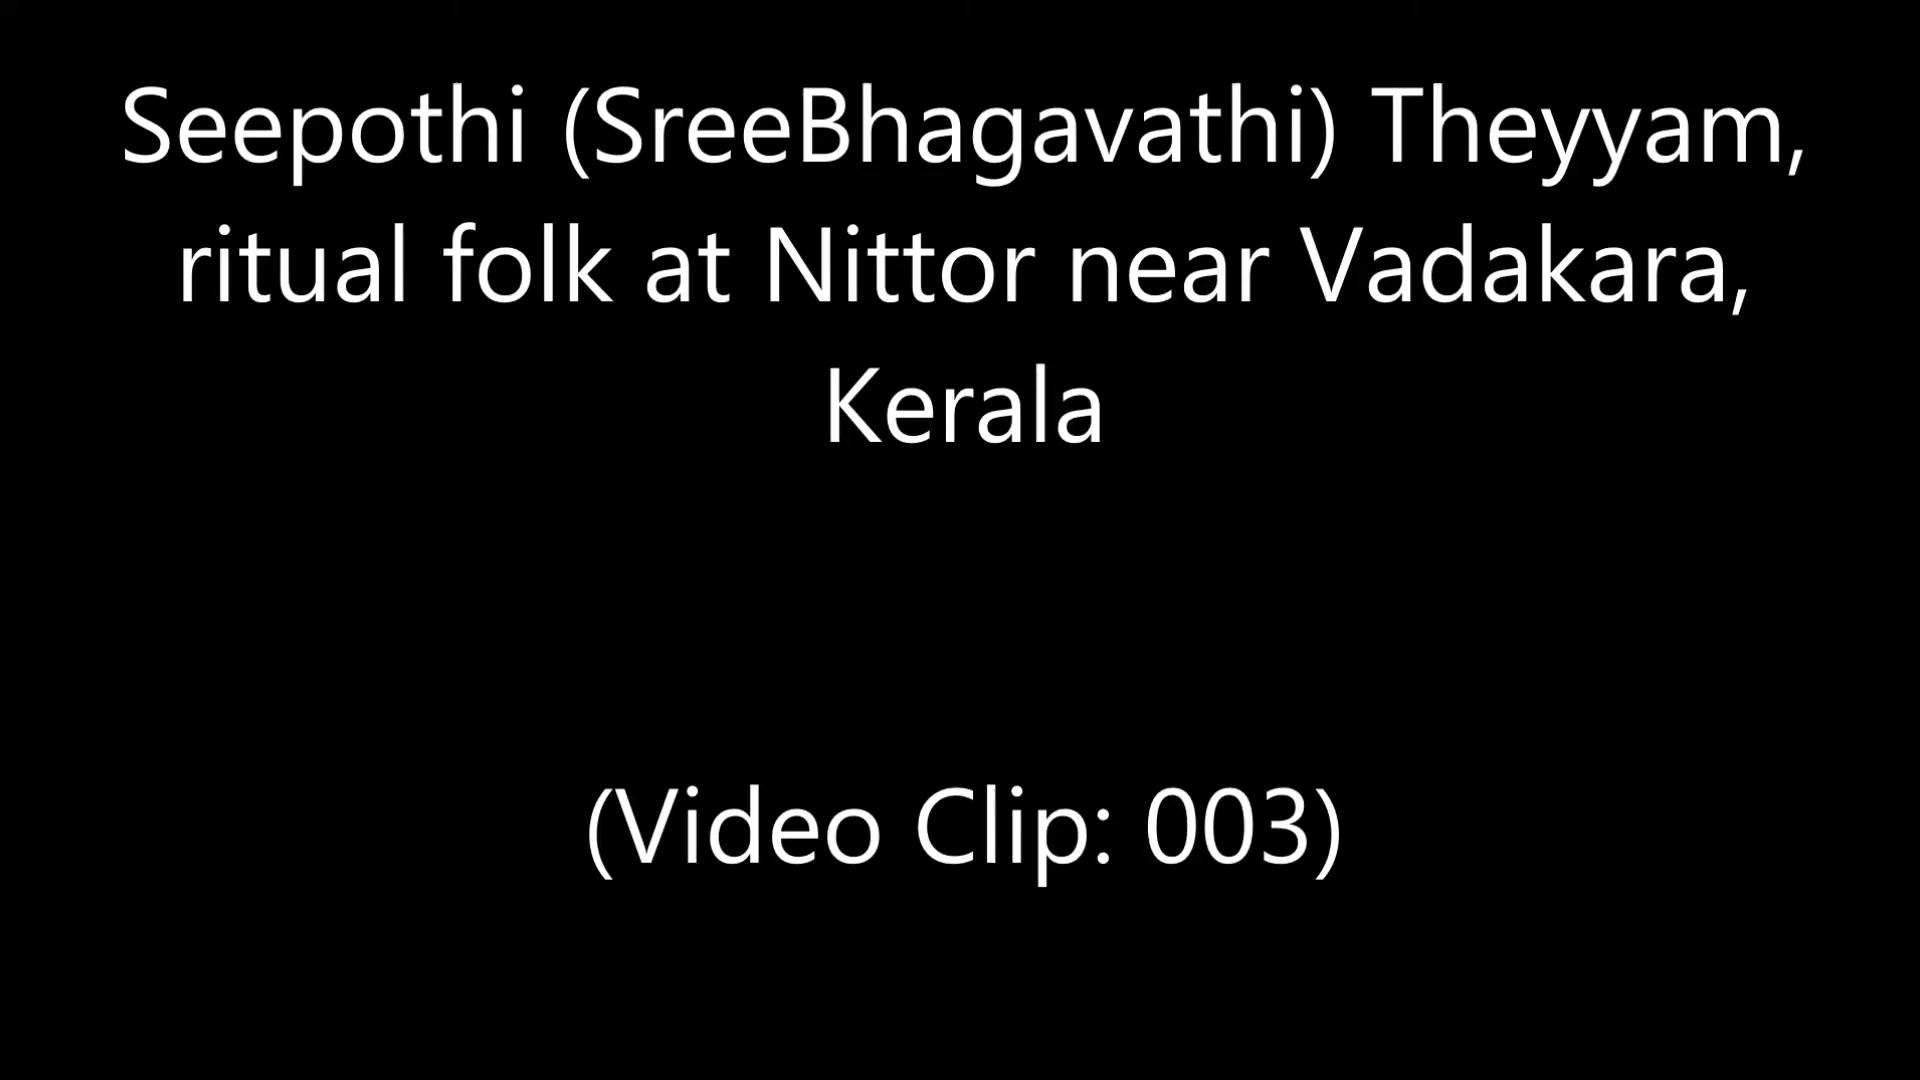 Seepothi (SreeBhagavathi) Theyyam,
ritual folk at Nittor near Vadakara,
Kerala
(Video Clip: 003)